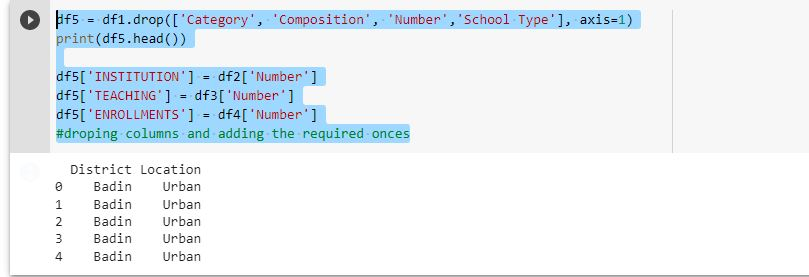 df5 = df1.drop(['Category', 'Composition', 'Number','School Type'], axis=1)
print(df5.head())
df5['INSTITUTION'] = df2['Number']
df5['TEACHING'] = df3['Number']
df5['ENROLLMENTS'] = df4['Number']
#droping columns and adding the required onces
District Location
0 Badin Urban
1 Badin Urban
2 Badin Urban
3 Badin Urban
4 Badin Urban